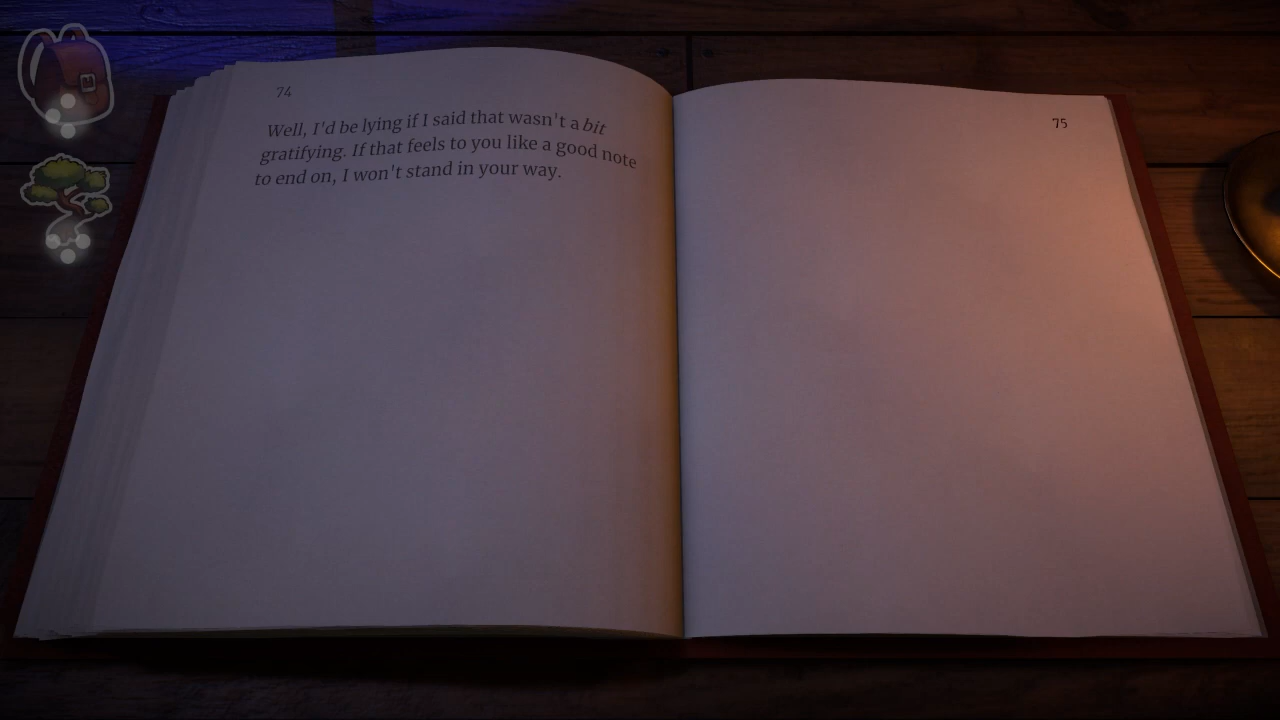 74
Well, I'd be lying if I said that wasn't a bit
gratifying. If that feels to you like a good note
to end on, I won't stand in your way.
75